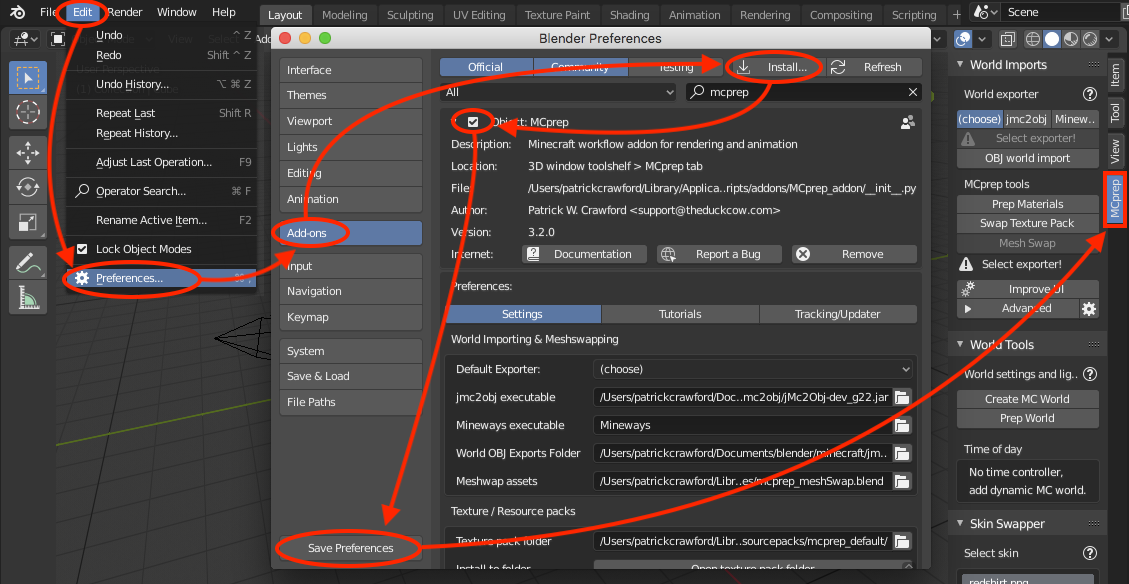 File Edit Render Window Help
Layout Modeling Sculpting UV Editing Texture Paint Shading Animation Rendering Compositing Scripting + Scene
Undo ^ Z
Redo Shift ^ Z
Undo History... ⌥ ⌘ Z
Repeat Last Shift R
Repeat History...
Adjust Last Operation... F9
Operator Search... ⌘ F
Rename Active Item... F2
Lock Object Modes
Preferences...
Blender Preferences
Interface
Themes
Viewport
Lights
Editing
Animation
Add-ons
Input
Navigation
Keymap
System
Save & Load
File Paths
Save Preferences
Official Community Testing Install... Refresh
All mcprep
Object: MCprep
Description: Minecraft workflow addon for rendering and animation
Location: 3D window toolshelf > MCprep tab
File: /Users/patrickcrawford/Library/Applica..ripts/addons/MCprep_addon/__init__.py
Author: Patrick W. Crawford <support@theduckcow.com>
Version: 3.2.0
Internet: Documentation Report a Bug Remove
Preferences:
Settings Tutorials Tracking/Updater
World Importing & Meshswapping
Default Exporter: (choose)
jmc2obj executable /Users/patrickcrawford/Doc..mc2obj/jMc2Obj-dev_g22.jar
Mineways executable Mineways
World OBJ Exports Folder /Users/patrickcrawford/Documents/blender/minecraft/jm..
Meshwap assets /Users/patrickcrawford/Libr..es/mcprep_meshSwap.blend
Texture / Resource packs
Texture pack folder /Users/patrickcrawford/Libr..sourcepacks/mcprep_default/
Install to folder Open texture pack folder
World Imports
World exporter
(choose) jmc2obj Minew..
Select exporter!
OBJ world import
MCprep tools
Prep Materials
Swap Texture Pack
Mesh Swap
Select exporter!
Improve UI
Advanced
World Tools
World settings and lig..
Create MC World
Prep World
Time of day
No time controller,
add dynamic MC world.
Skin Swapper
Select skin
redshirt.png
Item
Tool
View
MCprep